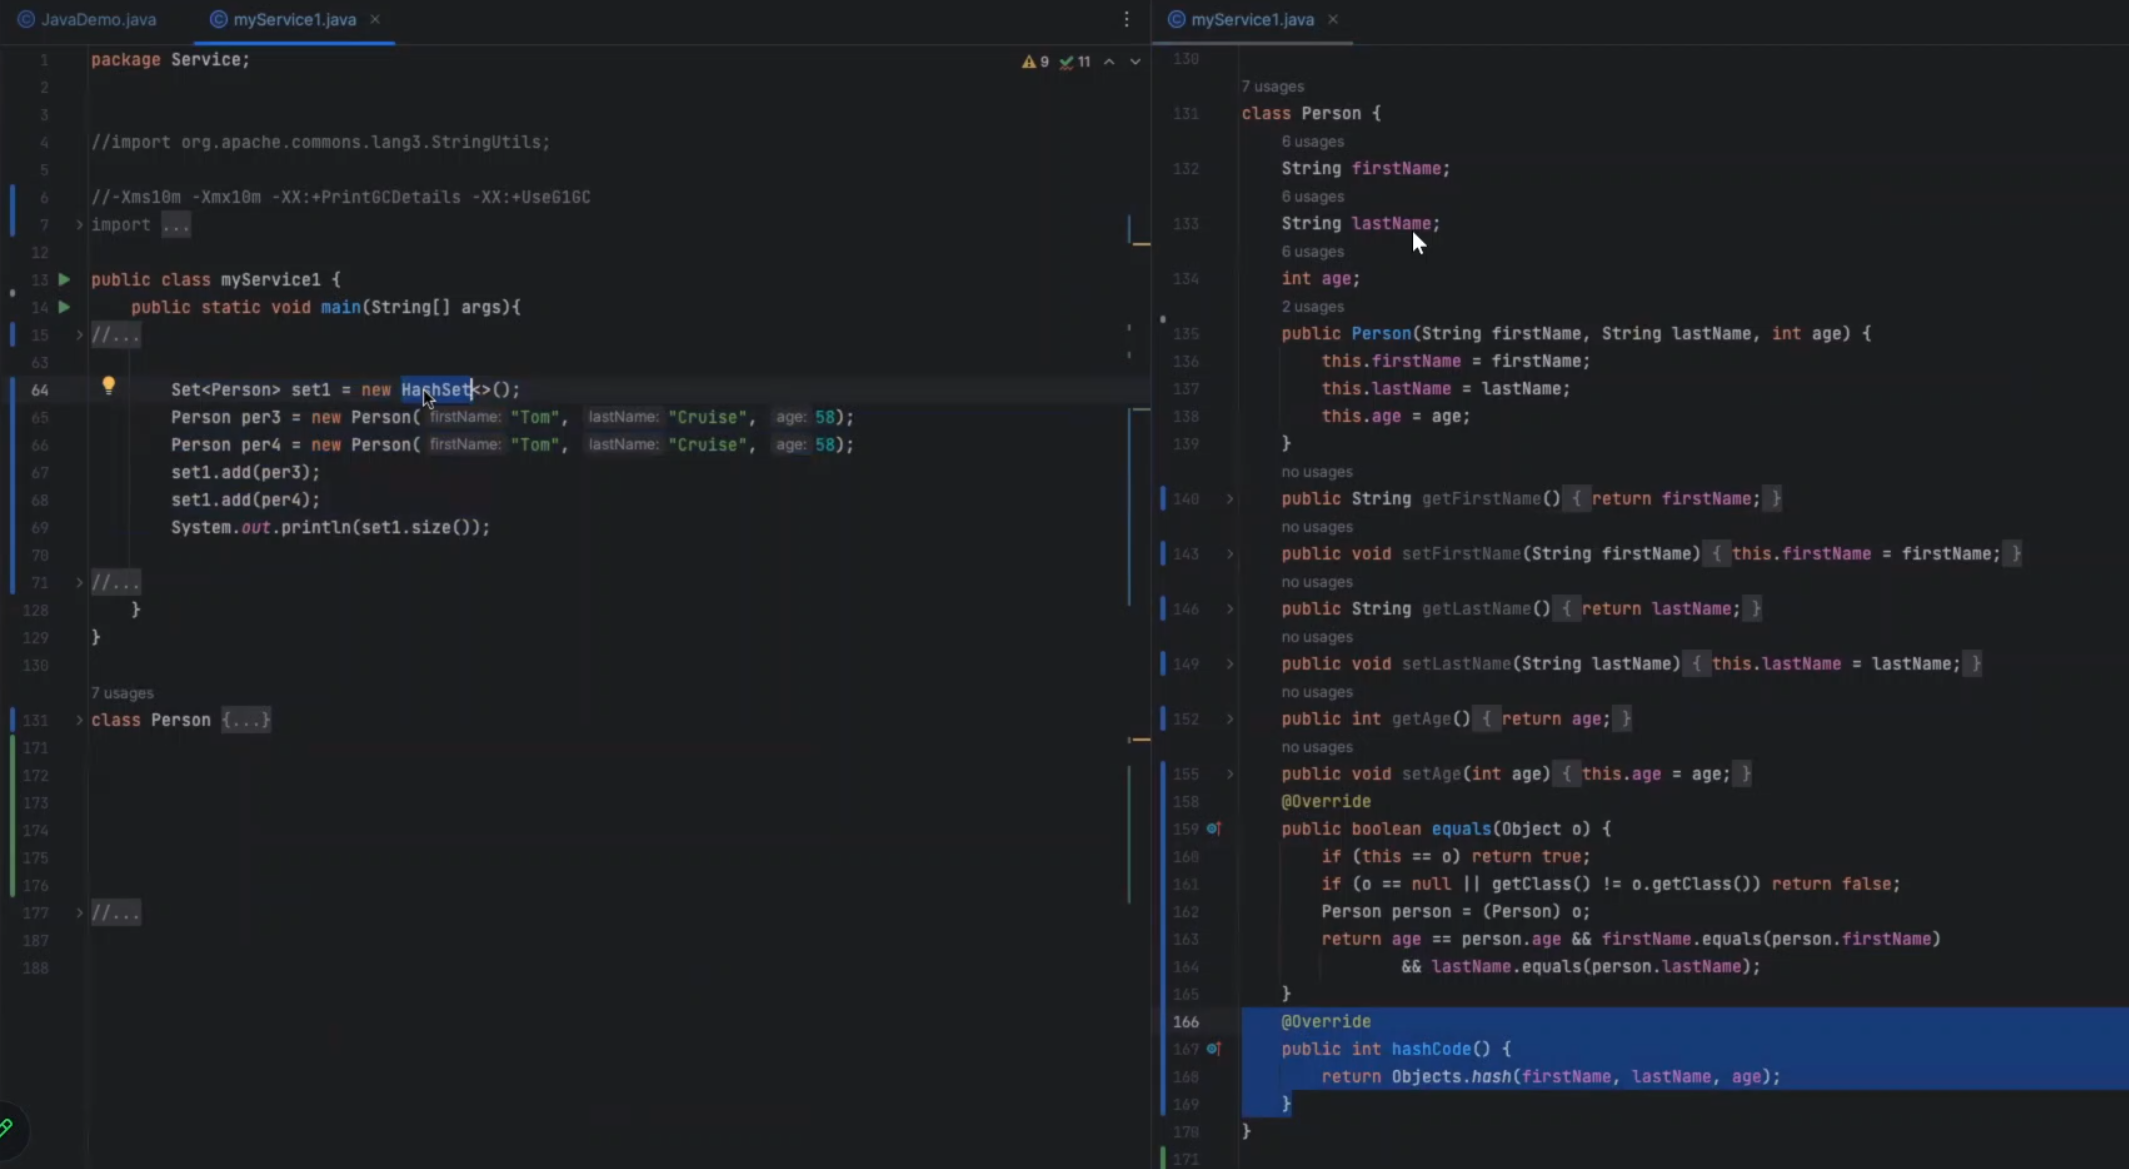 JavaDemo.java
myService1.java
9 11
1 package Service;
2
3
4 //import org.apache.commons.lang3.StringUtils;
5
6 //-Xms10m -Xmx10m -XX:+PrintGCDetails -XX:+UseG1GC
7 import ...
12
13 public class myService1 {
14 public static void main(String[] args){
15 //...
63
64 Set<Person> set1 = new HashSet<>();
65 Person per3 = new Person( firstName: "Tom", lastName: "Cruise", age: 58);
66 Person per4 = new Person( firstName: "Tom", lastName: "Cruise", age: 58);
67 set1.add(per3);
68 set1.add(per4);
69 System.out.println(set1.size());
70
71 //...
128 }
129 }
130
7 usages
131 class Person {...}
171
172
173
174
175
176
177 //...
187
188
myService1.java
130
7 usages
131 class Person {
6 usages
132 String firstName;
6 usages
133 String lastName;
6 usages
134 int age;
2 usages
135 public Person(String firstName, String lastName, int age) {
136 this.firstName = firstName;
137 this.lastName = lastName;
138 this.age = age;
139 }
no usages
140 public String getFirstName() { return firstName; }
no usages
143 public void setFirstName(String firstName) { this.firstName = firstName; }
no usages
146 public String getLastName() { return lastName; }
no usages
149 public void setLastName(String lastName) { this.lastName = lastName; }
no usages
152 public int getAge() { return age; }
no usages
155 public void setAge(int age) { this.age = age; }
158 @Override
159 public boolean equals(Object o) {
160 if (this == o) return true;
161 if (o == null || getClass() != o.getClass()) return false;
162 Person person = (Person) o;
163 return age == person.age && firstName.equals(person.firstName)
164 && lastName.equals(person.lastName);
165 }
166 @Override
167 public int hashCode() {
168 return Objects.hash(firstName, lastName, age);
169 }
170 }
171